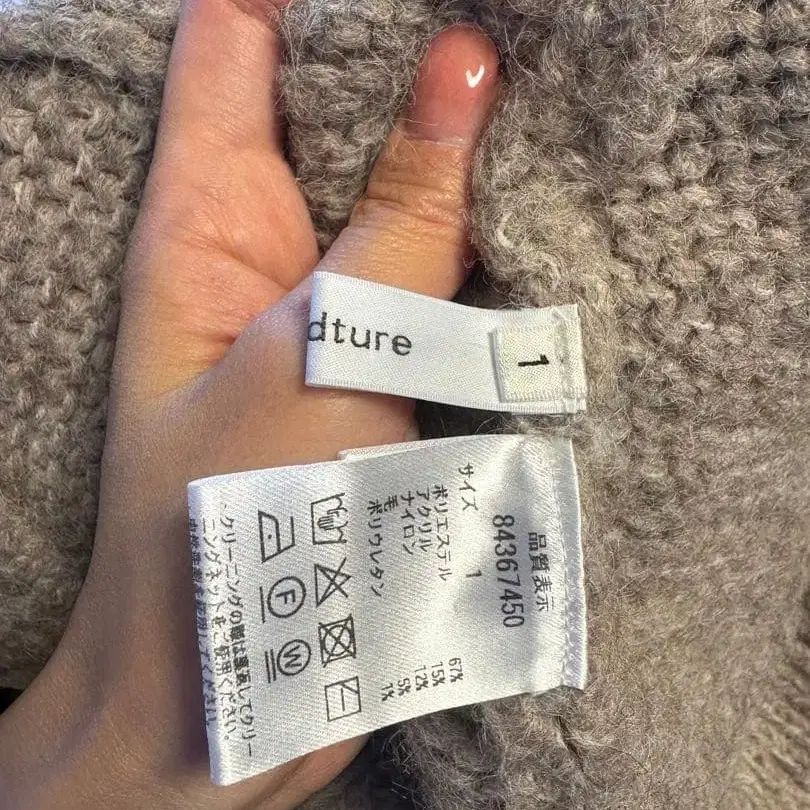 dture
1
品質表示
84367450
サイズ 1
ポリエステル 67%
アクリル 15%
ナイロン 12%
毛 5%
ポリウレタン 1%
F W
・クリーニングの際は裏返してクリー
ニングネットをご使用ください。